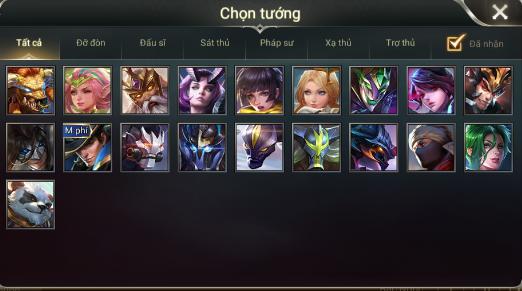 Chọn tướng
Tất cả Đỡ đòn Đấu sĩ Sát thủ Pháp sư Xạ thủ Trợ thủ Đã nhận
M phí